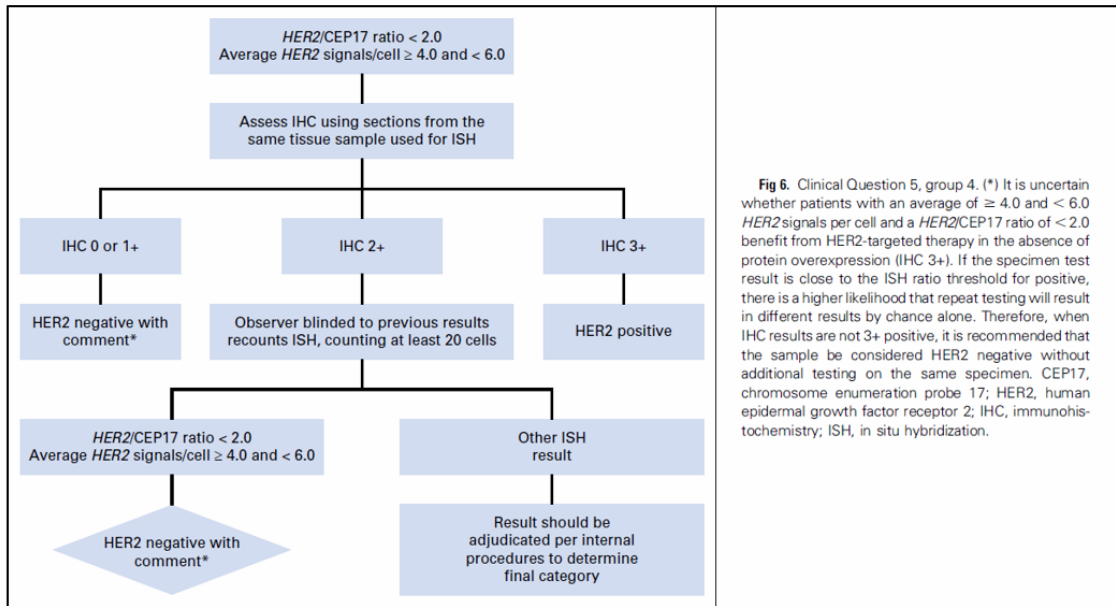 HER2/CEP17 ratio < 2.0
Average HER2 signals/cell ≥ 4.0 and < 6.0
Assess IHC using sections from the
same tissue sample used for ISH
IHC 0 or 1+
IHC 2+
IHC 3+
HER2 negative with
comment*
Observer blinded to previous results
recounts ISH, counting at least 20 cells
HER2 positive
HER2/CEP17 ratio < 2.0
Average HER2 signals/cell ≥ 4.0 and < 6.0
Other ISH
result
HER2 negative with
comment*
Result should be
adjudicated per internal
procedures to determine
final category
Fig 6. Clinical Question 5, group 4. (*) It is uncertain
whether patients with an average of ≥ 4.0 and < 6.0
HER2 signals per cell and a HER2/CEP17 ratio of < 2.0
benefit from HER2-targeted therapy in the absence of
protein overexpression (IHC 3+). If the specimen test
result is close to the ISH ratio threshold for positive,
there is a higher likelihood that repeat testing will result
in different results by chance alone. Therefore, when
IHC results are not 3+ positive, it is recommended that
the sample be considered HER2 negative without
additional testing on the same specimen. CEP17,
chromosome enumeration probe 17; HER2, human
epidermal growth factor receptor 2; IHC, immunohis-
tochemistry; ISH, in situ hybridization.